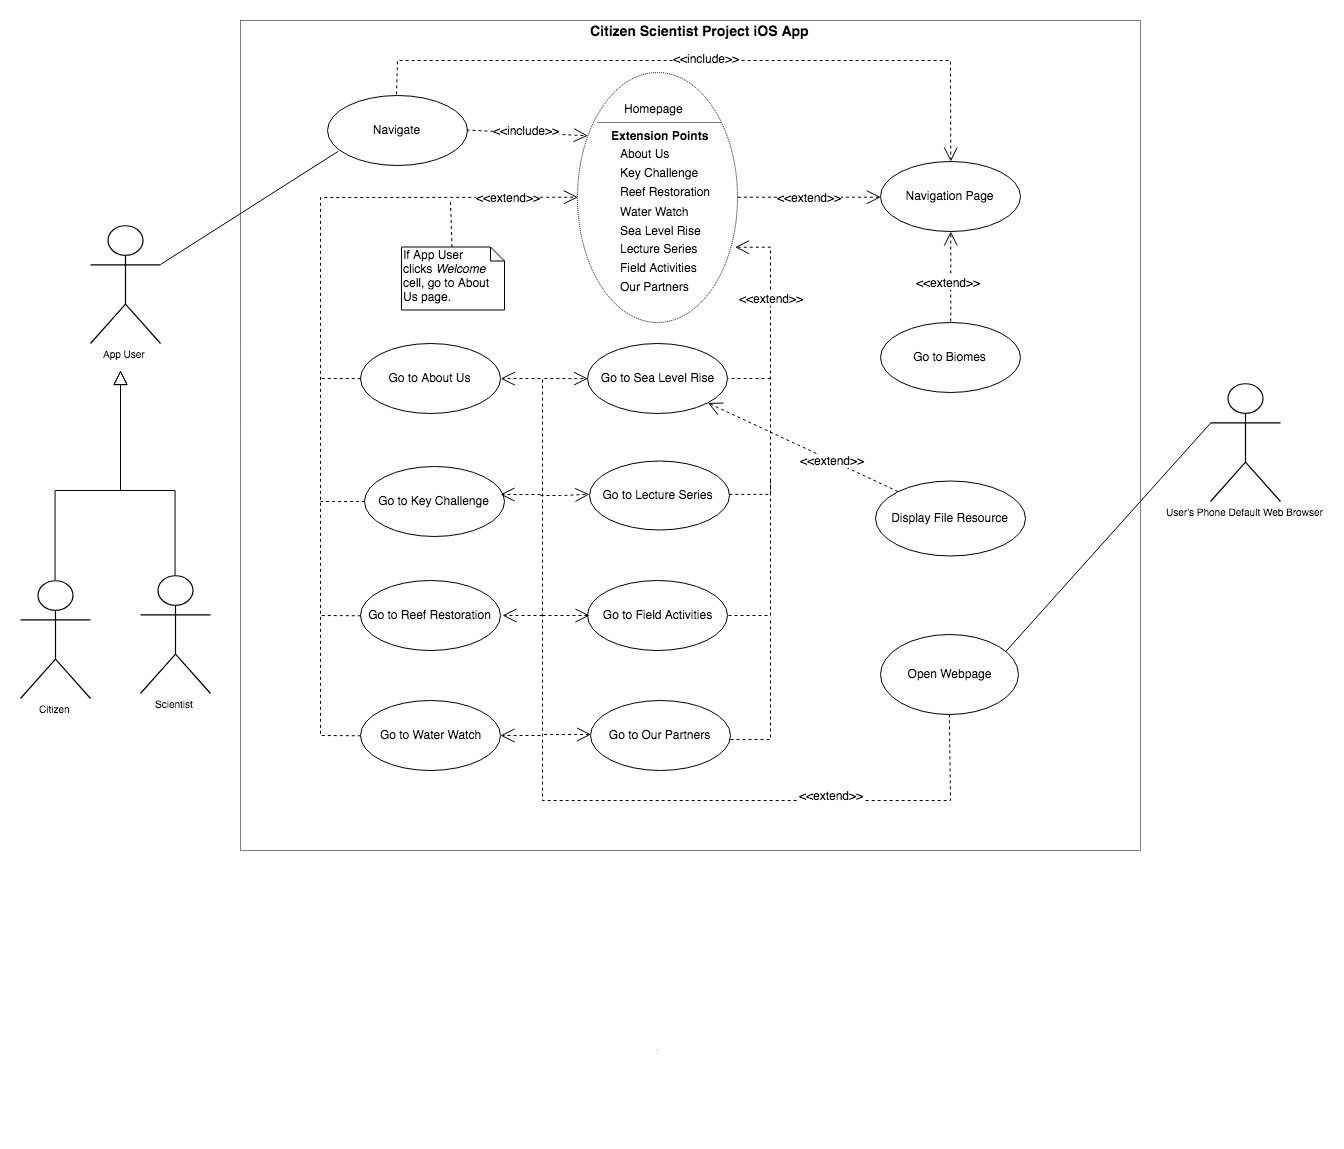 Citizen Scientist Project iOS App
<<include>>
Homepage
Navigate
<<include>>
Extension Points
About Us
Key Challenge
Reef Restoration
Water Watch
Sea Level Rise
Lecture Series
Field Activities
Our Partners
<<extend>>
<<extend>>
Navigation Page
If App User
clicks Welcome
cell, go to About
Us page.
<<extend>>
<<extend>>
App User
Go to About Us
Go to Sea Level Rise
Go to Biomes
<<extend>>
Go to Key Challenge
Go to Lecture Series
Display File Resource
User's Phone Default Web Browser
Go to Reef Restoration
Go to Field Activities
Open Webpage
Citizen
Scientist
Go to Water Watch
Go to Our Partners
<<extend>>